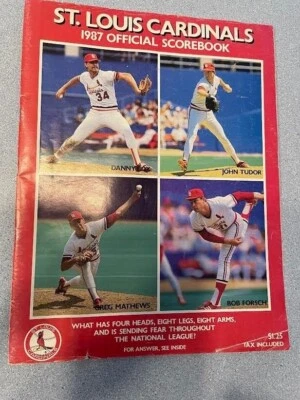 ST. LOUIS CARDINALS
1987 OFFICIAL SCOREBOOK
34
DANNY
JOHN TUDOR
GREG MATHEWS
BOB FORSCH
WHAT HAS FOUR HEADS, EIGHT LEGS, EIGHT ARMS,
AND IS SENDING FEAR THROUGHOUT
THE NATIONAL LEAGUE?
FOR ANSWER, SEE INSIDE
$1.25
TAX INCLUDED